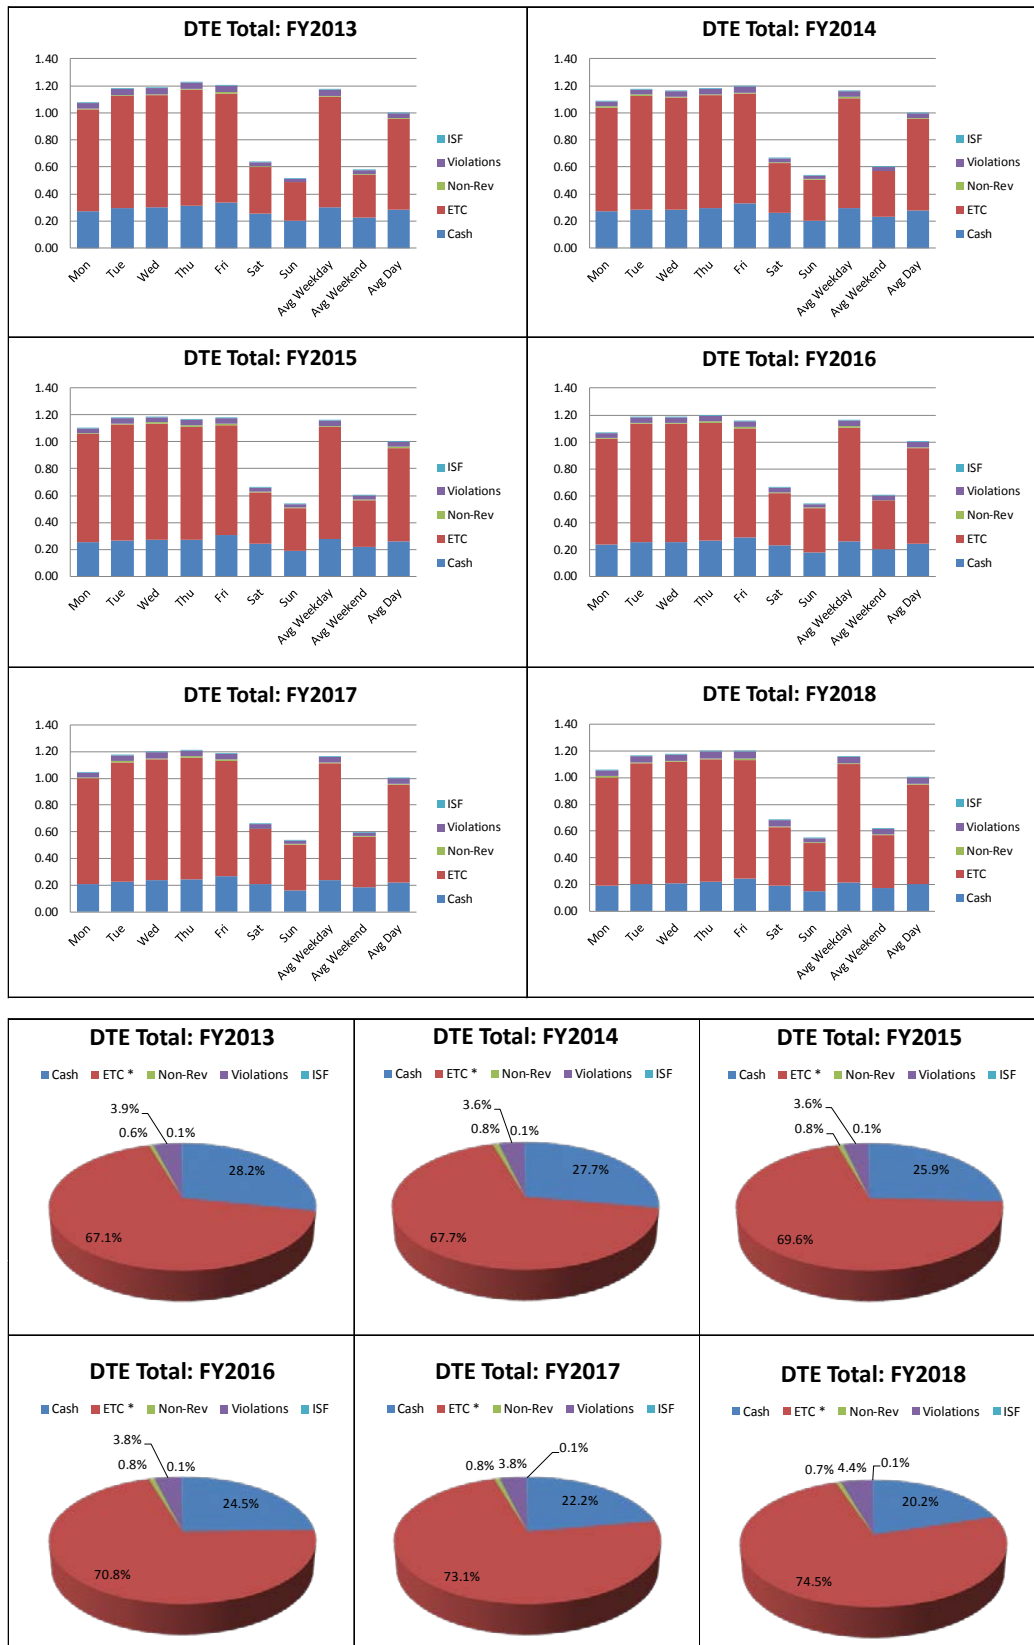 DTE Total: FY2013
1.40
1.20
1.00
0.80
0.60
0.40
0.20
0.00
Mon Tue Wed Thu Fri Sat Sun Avg Weekday Avg Weekend Avg Day
ISF
Violations
Non-Rev
ETC
Cash
DTE Total: FY2014
1.40
1.20
1.00
0.80
0.60
0.40
0.20
0.00
Mon Tue Wed Thu Fri Sat Sun Avg Weekday Avg Weekend Avg Day
ISF
Violations
Non-Rev
ETC
Cash
DTE Total: FY2015
1.40
1.20
1.00
0.80
0.60
0.40
0.20
0.00
Mon Tue Wed Thu Fri Sat Sun Avg Weekday Avg Weekend Avg Day
ISF
Violations
Non-Rev
ETC
Cash
DTE Total: FY2016
1.40
1.20
1.00
0.80
0.60
0.40
0.20
0.00
Mon Tue Wed Thu Fri Sat Sun Avg Weekday Avg Weekend Avg Day
ISF
Violations
Non-Rev
ETC
Cash
DTE Total: FY2017
1.40
1.20
1.00
0.80
0.60
0.40
0.20
0.00
Mon Tue Wed Thu Fri Sat Sun Avg Weekday Avg Weekend Avg Day
ISF
Violations
Non-Rev
ETC
Cash
DTE Total: FY2018
1.40
1.20
1.00
0.80
0.60
0.40
0.20
0.00
Mon Tue Wed Thu Fri Sat Sun Avg Weekday Avg Weekend Avg Day
ISF
Violations
Non-Rev
ETC
Cash
DTE Total: FY2013
Cash ETC * Non-Rev Violations ISF
3.9%
0.6% 0.1%
28.2%
67.1%
DTE Total: FY2014
Cash ETC * Non-Rev Violations ISF
3.6%
0.8% 0.1%
27.7%
67.7%
DTE Total: FY2015
Cash ETC * Non-Rev Violations ISF
3.6%
0.8% 0.1%
25.9%
69.6%
DTE Total: FY2016
Cash ETC * Non-Rev Violations ISF
3.8%
0.8% 0.1%
24.5%
70.8%
DTE Total: FY2017
Cash ETC * Non-Rev Violations ISF
0.1%
0.8% 3.8%
22.2%
73.1%
DTE Total: FY2018
Cash ETC * Non-Rev Violations ISF
0.7% 4.4% 0.1%
20.2%
74.5%